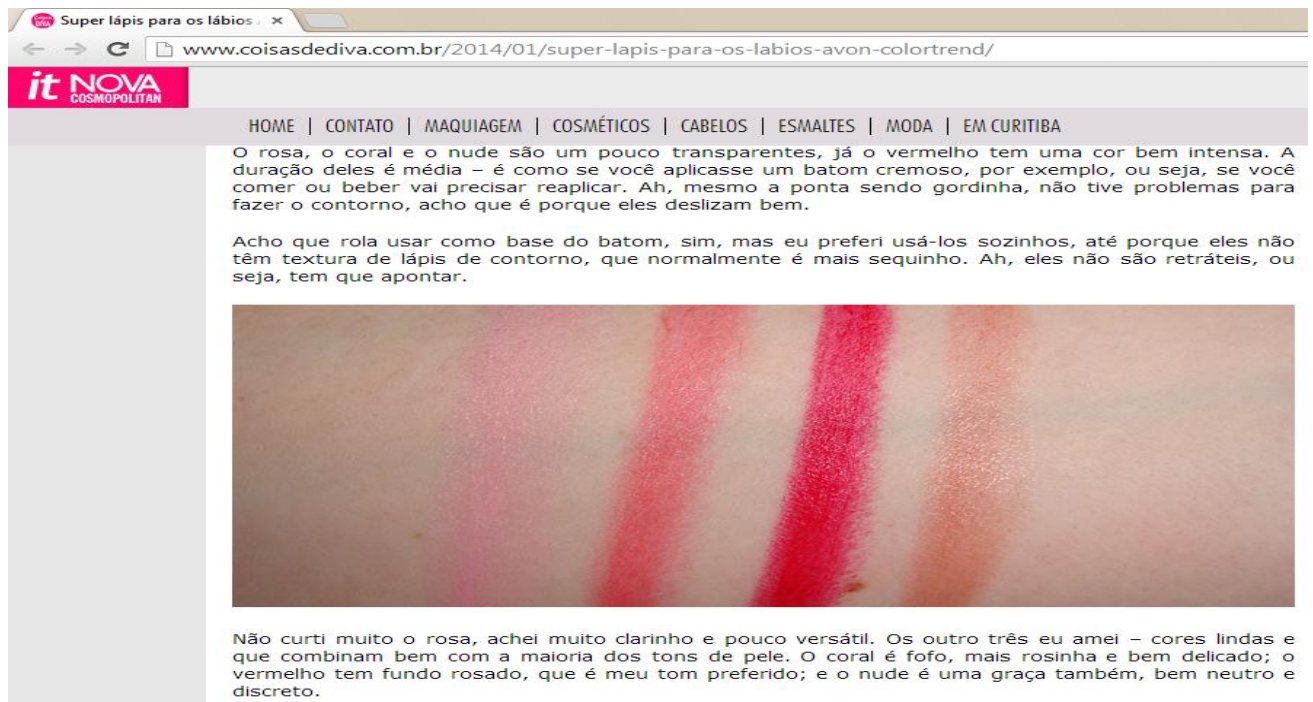 Super lápis para os lábios
www.coisasdediva.com.br/2014/01/super-lapis-para-os-labios-avon-colortrend/
it NOVA
COSMOPOLITAN
HOME | CONTATO | MAQUIAGEM | COSMÉTICOS | CABELOS | ESMALTES | MODA | EM CURITIBA
O rosa, o coral e o nude são um pouco transparentes, já o vermelho tem uma cor bem intensa. A
duração deles é média – é como se você aplicasse um batom cremoso, por exemplo, ou seja, se você
comer ou beber vai precisar reaplicar. Ah, mesmo a ponta sendo gordinha, não tive problemas para
fazer o contorno, acho que é porque eles deslizam bem.
Acho que rola usar como base do batom, sim, mas eu preferi usá-los sozinhos, até porque eles não
têm textura de lápis de contorno, que normalmente é mais sequinho. Ah, eles não são retráteis, ou
seja, tem que apontar.
Não curti muito o rosa, achei muito clarinho e pouco versátil. Os outro três eu amei – cores lindas e
que combinam bem com a maioria dos tons de pele. O coral é fofo, mais rosinha e bem delicado; o
vermelho tem fundo rosado, que é meu tom preferido; e o nude é uma graça também, bem neutro e
discreto.